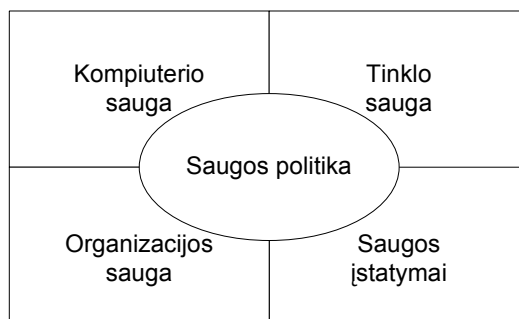 Kompiuterio
sauga
Tinklo
sauga
Saugos politika
Organizacijos
sauga
Saugos
įstatymai